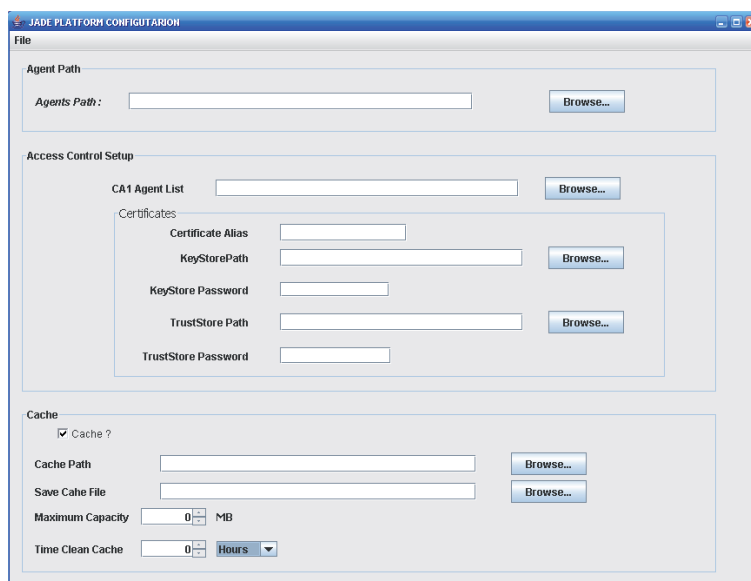 JADE PLATFORM CONFIGUTARION
File
Agent Path
Agents Path :
Browse...
Access Control Setup
CA1 Agent List
Browse...
Certificates
Certificate Alias
KeyStorePath
Browse...
KeyStore Password
TrustStore Path
Browse...
TrustStore Password
Cache
Cache ?
Cache Path
Browse...
Save Cahe File
Browse...
Maximum Capacity 0 MB
Time Clean Cache 0 Hours